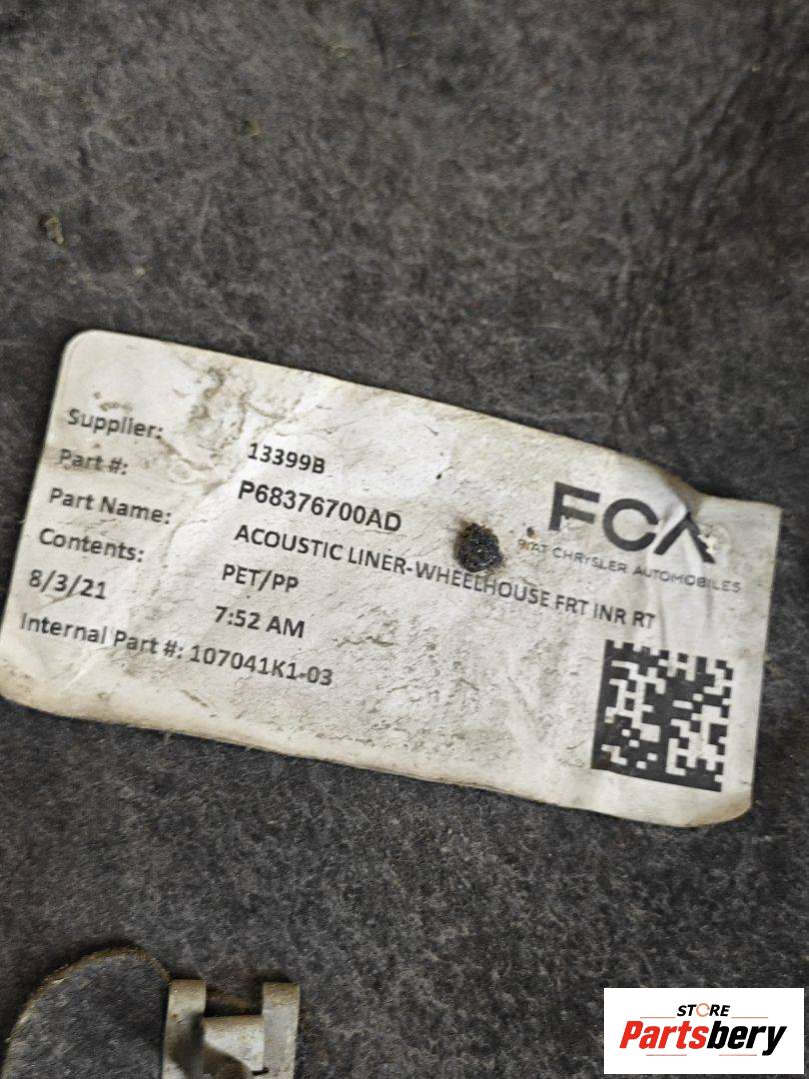 Supplier: 13399B
Part #: P68376700AD
Part Name: ACOUSTIC LINER-WHEELHOUSE FRT INR RT
Contents: PET/PP
8/3/21 7:52 AM
Internal Part #: 107041K1-03
FCA
FIAT CHRYSLER AUTOMOBILES
STORE
Partsbery